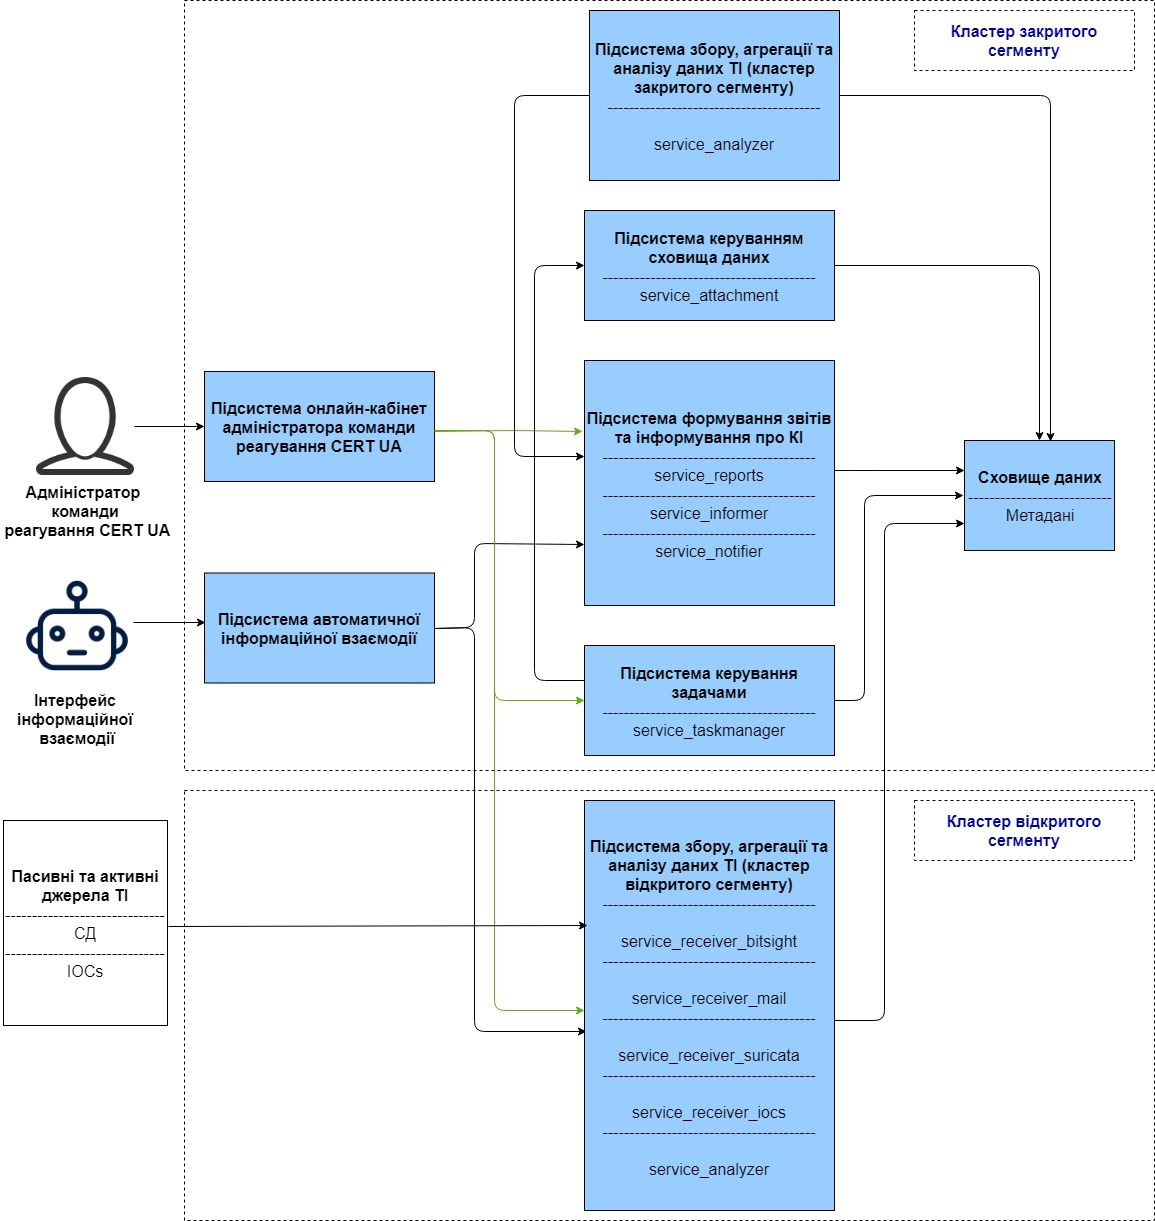 Кластер закритого
сегменту
Підсистема збору, агрегації та
аналізу даних TI (кластер
закритого сегменту)
service_analyzer
Підсистема керуванням
сховища даних
service_attachment
Підсистема онлайн-кабінет
адміністратора команди
реагування CERT UA
Підсистема формування звітів
та інформування про КІ
service_reports
service_informer
service_notifier
Сховище даних
Метадані
Адміністратор
команди
реагування CERT UA
Підсистема автоматичної
інформаційної взаємодії
Інтерфейс
інформаційної
взаємодії
Підсистема керування
задачами
service_taskmanager
Кластер відкритого
сегменту
Пасивні та активні
джерела TI
СД
IOCs
Підсистема збору, агрегації та
аналізу даних TI (кластер
відкритого сегменту)
service_receiver_bitsight
service_receiver_mail
service_receiver_suricata
service_receiver_iocs
service_analyzer